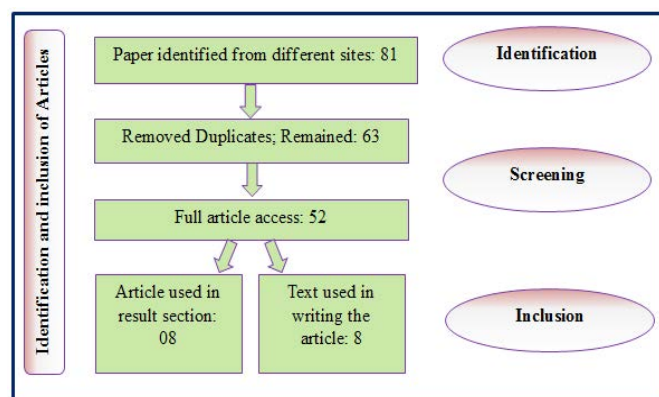 Identification and inclusion of Articles
Paper identified from different sites: 81
Identification
Removed Duplicates; Remained: 63
Screening
Full article access: 52
Article used in
result section:
08
Text used in
writing the
article: 8
Inclusion